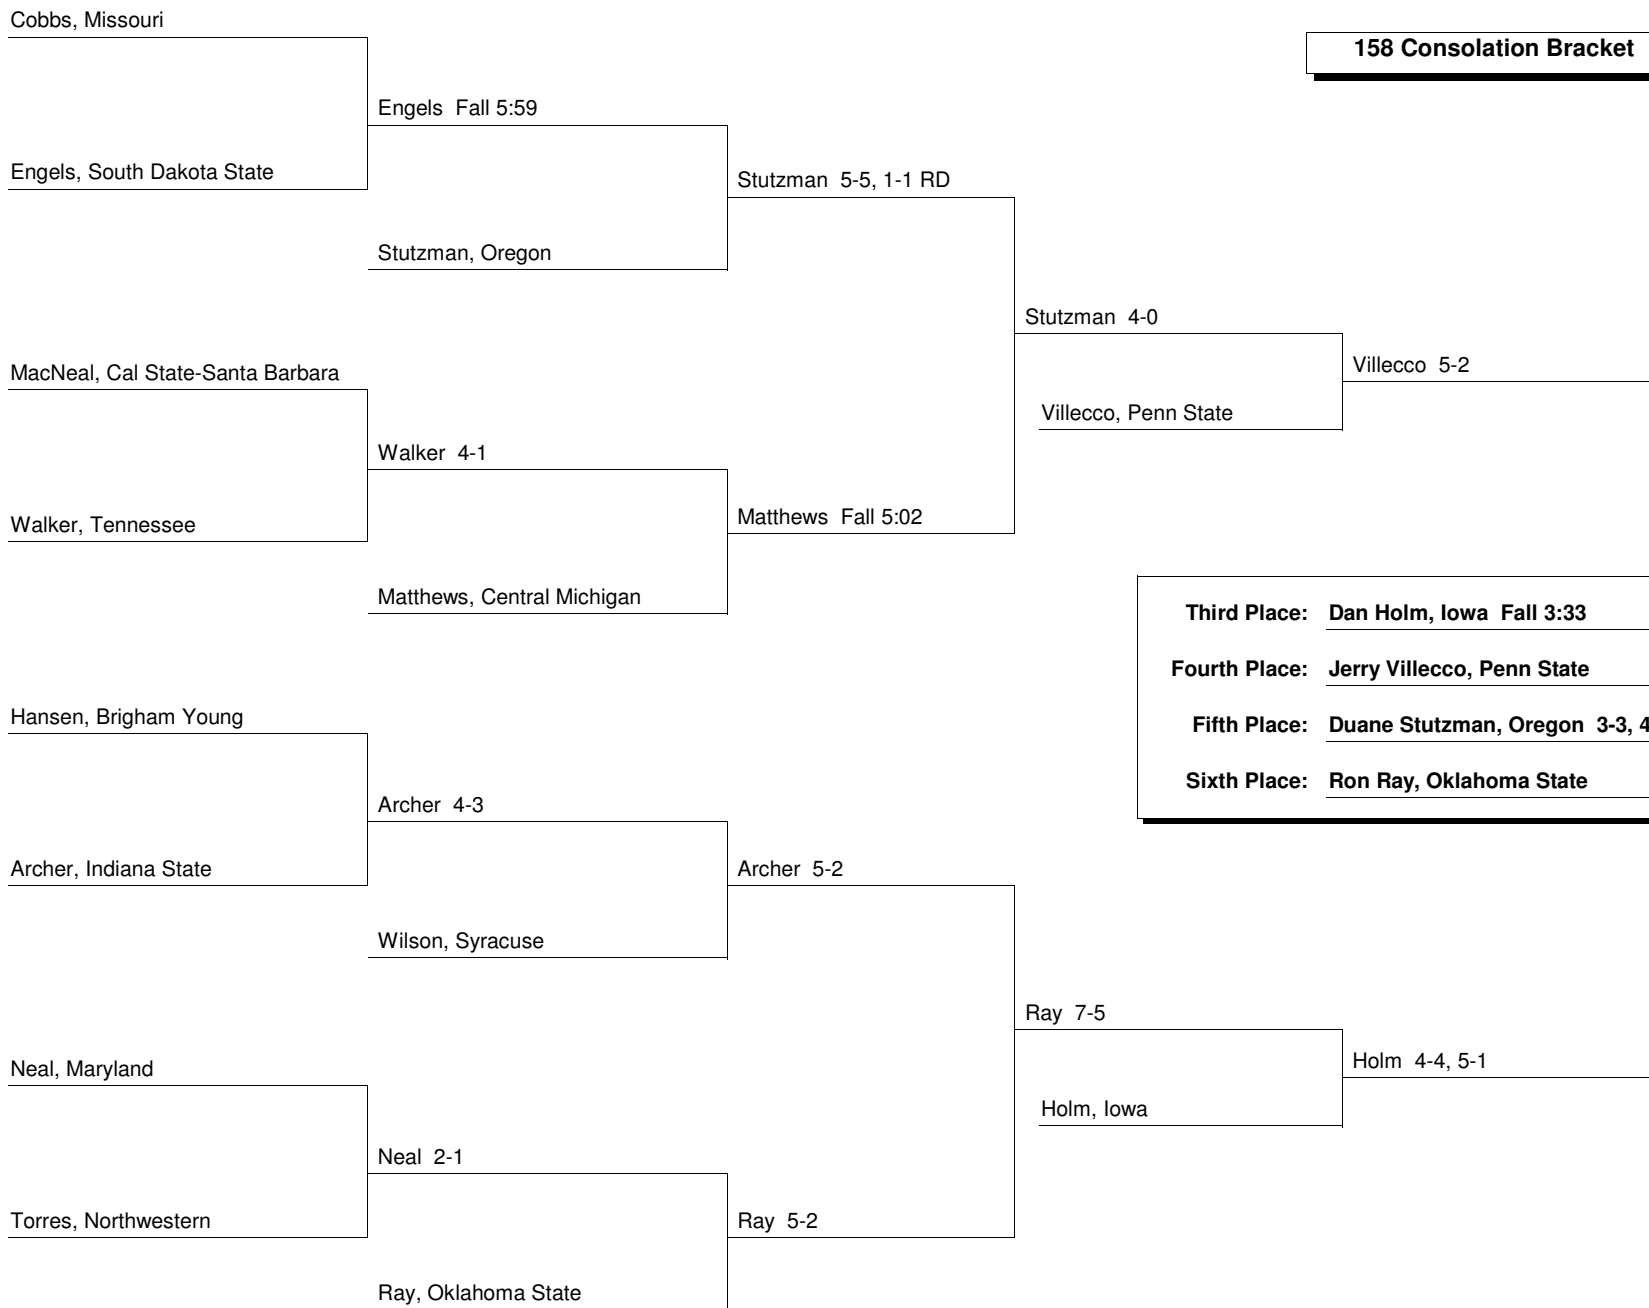 Cobbs, Missouri
158 Consolation Bracket
Engels Fall 5:59
Engels, South Dakota State
Stutzman 5-5, 1-1 RD
Stutzman, Oregon
Stutzman 4-0
MacNeal, Cal State-Santa Barbara
Villecco 5-2
Villecco, Penn State
Walker 4-1
Walker, Tennessee
Matthews Fall 5:02
Matthews, Central Michigan
Third Place: Dan Holm, Iowa Fall 3:33
Fourth Place: Jerry Villecco, Penn State
Fifth Place: Duane Stutzman, Oregon 3-3, 4
Sixth Place: Ron Ray, Oklahoma State
Hansen, Brigham Young
Archer 4-3
Archer, Indiana State
Archer 5-2
Wilson, Syracuse
Ray 7-5
Neal, Maryland
Holm 4-4, 5-1
Holm, Iowa
Neal 2-1
Torres, Northwestern
Ray 5-2
Ray, Oklahoma State